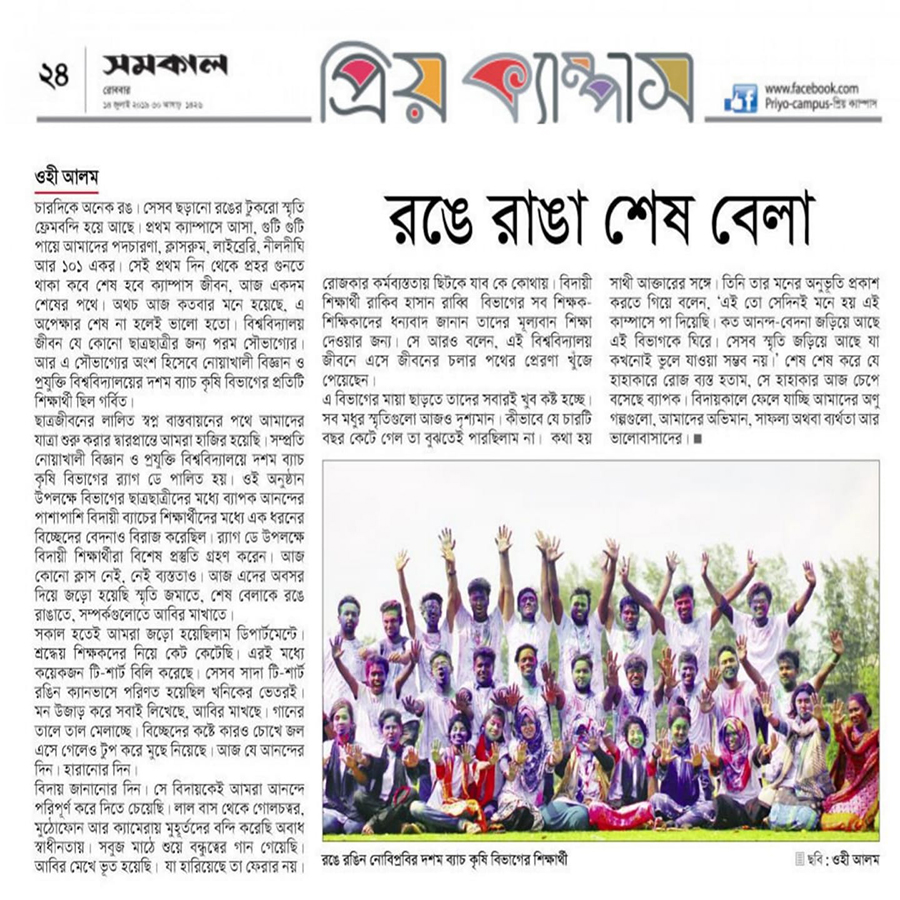 ২৪
সমকাল
রোববার
১৪ জুলাই ২০১৯ ৩০ আষাঢ় ১৪২৬
প্রিয় ক্যাম্পাস
www.facebook.com
Priyo-campus-প্রিয় ক্যাম্পাস
রঙে রাঙা শেষ বেলা
ওহী আলম
চারদিকে অনেক রঙ। সেসব ছড়ানো রঙের টুকরো স্মৃতি
ফ্রেমবন্দি হয়ে আছে। প্রথম ক্যাম্পাসে আসা, গুটি গুটি
পায়ে আমাদের পদচারণা, ক্লাসরুম, লাইব্রেরি, নীলদীঘি
আর ১০১ একর। সেই প্রথম দিন থেকে প্রহর গুনতে
থাকা কবে শেষ হবে ক্যাম্পাস জীবন, আজ একদম
শেষের পথে। অথচ আজ কতবার মনে হয়েছে, এ
অপেক্ষার শেষ না হলেই ভালো হতো। বিশ্ববিদ্যালয়
জীবন যে কোনো ছাত্রছাত্রীর জন্য পরম সৌভাগ্যের।
আর এ সৌভাগ্যের অংশ হিসেবে নোয়াখালী বিজ্ঞান ও
প্রযুক্তি বিশ্ববিদ্যালয়ের দশম ব্যাচ কৃষি বিভাগের প্রতিটি
শিক্ষার্থী ছিল গর্বিত।
ছাত্রজীবনের লালিত স্বপ্ন বাস্তবায়নের পথে আমাদের
যাত্রা শুরু করার দ্বারপ্রান্তে আমরা হাজির হয়েছি। সম্প্রতি
নোয়াখালী বিজ্ঞান ও প্রযুক্তি বিশ্ববিদ্যালয়ে দশম ব্যাচ
কৃষি বিভাগের র‌্যাগ ডে পালিত হয়। ওই অনুষ্ঠান
উপলক্ষে বিভাগের ছাত্রছাত্রীদের মধ্যে ব্যাপক আনন্দের
পাশাপাশি বিদায়ী ব্যাচের শিক্ষার্থীদের মধ্যে এক ধরনের
বিচ্ছেদের বেদনাও বিরাজ করেছিল। র‌্যাগ ডে উপলক্ষে
বিদায়ী শিক্ষার্থীরা বিশেষ প্রস্তুতি গ্রহণ করেন। আজ
কোনো ক্লাস নেই, নেই ব্যস্ততাও। আজ এদের অবসর
দিয়ে জড়ো হয়েছি স্মৃতি জমাতে, শেষ বেলাকে রঙে
রাঙাতে, সম্পর্কগুলোতে আবির মাখাতে।
সকাল হতেই আমরা জড়ো হয়েছিলাম ডিপার্টমেন্টে।
শ্রদ্ধেয় শিক্ষকদের নিয়ে কেট কেটেছি। এরই মধ্যে
কয়েকজন টি-শার্ট বিলি করেছে। সেসব সাদা টি-শার্ট
রঙিন ক্যানভাসে পরিণত হয়েছিল খনিকের ভেতরই।
মন উজাড় করে সবাই লিখেছে, আবির মাখছে। গানের
তালে তাল মেলাচ্ছে। বিচ্ছেদের কষ্টে কারও চোখে জল
এসে গেলেও টুপ করে মুছে নিয়েছে। আজ যে আনন্দের
দিন। হারানোর দিন।
বিদায় জানানোর দিন। সে বিদায়কেই আমরা আনন্দে
পরিপূর্ণ করে দিতে চেয়েছি। লাল বাস থেকে গোলচত্বর,
মুঠোফোন আর ক্যামেরায় মুহূর্তদের বন্দি করেছি অবাধ
স্বাধীনতায়। সবুজ মাঠে শুয়ে বন্ধুত্বের গান গেয়েছি।
আবির মেখে ভূত হয়েছি। যা হারিয়েছে তা ফেরার নয়।
রোজকার কর্মব্যস্ততায় ছিটকে যাব কে কোথায়। বিদায়ী
শিক্ষার্থী রাকিব হাসান রাব্বি বিভাগের সব শিক্ষক-
শিক্ষিকাদের ধন্যবাদ জানান তাদের মূল্যবান শিক্ষা
দেওয়ার জন্য। সে আরও বলেন, এই বিশ্ববিদ্যালয়
জীবনে এসে জীবনের চলার পথের প্রেরণা খুঁজে
পেয়েছেন।
এ বিভাগের মায়া ছাড়তে তাদের সবারই খুব কষ্ট হচ্ছে।
সব মধুর স্মৃতিগুলো আজও দৃশ্যমান। কীভাবে যে চারটি
বছর কেটে গেল তা বুঝতেই পারছিলাম না। কথা হয়
সাথী আক্তারের সঙ্গে। তিনি তার মনের অনুভূতি প্রকাশ
করতে গিয়ে বলেন, 'এই তো সেদিনই মনে হয় এই
কাম্পাসে পা দিয়েছি। কত আনন্দ-বেদনা জড়িয়ে আছে
এই বিভাগকে ঘিরে। সেসব স্মৃতি জড়িয়ে আছে যা
কখনোই ভুলে যাওয়া সম্ভব নয়।' শেষ শেষ করে যে
হাহাকারে রোজ ব্যস্ত হতাম, সে হাহাকার আজ চেপে
বসেছে ব্যাপক। বিদায়কালে ফেলে যাচ্ছি আমাদের অণু
গল্পগুলো, আমাদের অভিমান, সাফল্য অথবা ব্যর্থতা আর
ভালোবাসাদের। ■
রঙে রঙিন নোবিপ্রবির দশম ব্যাচ কৃষি বিভাগের শিক্ষার্থী
ছবি : ওহী আলম